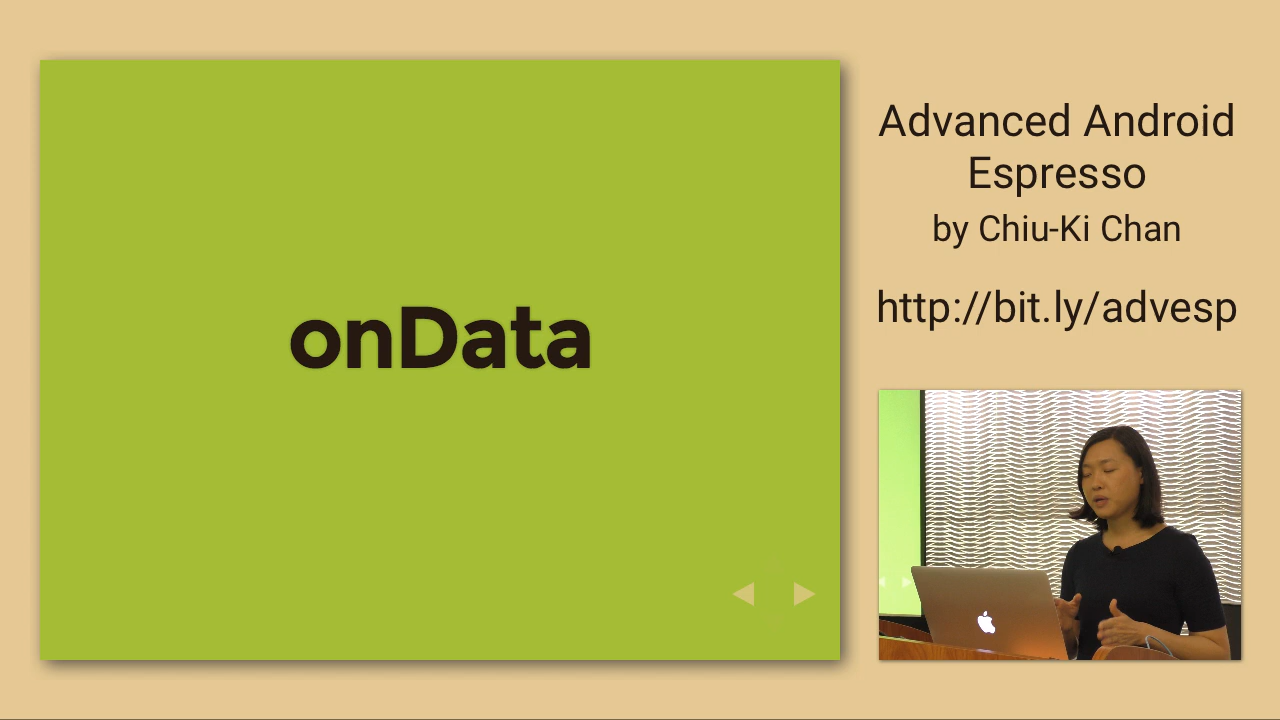 onData
Advanced Android
Espresso
by Chiu-Ki Chan
http://bit.ly/advesp